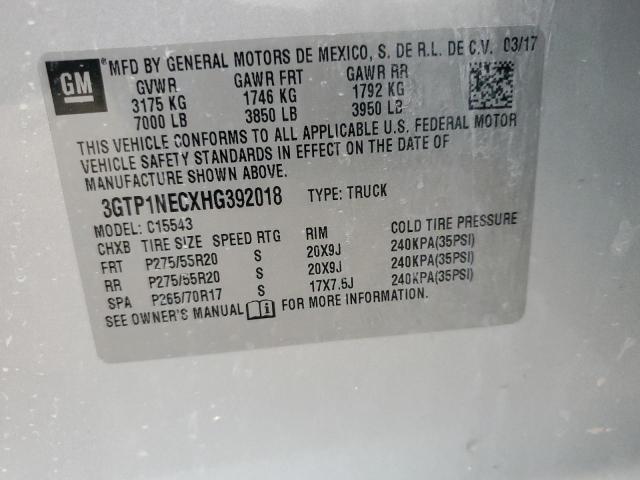 GM
® MFD BY GENERAL MOTORS DE MEXICO, S. DE R.L. DE C.V. 03/17
GVWR GAWR FRT GAWR RR
3175 KG 1746 KG 1792 KG
7000 LB 3850 LB 3950 LB
THIS VEHICLE CONFORMS TO ALL APPLICABLE U.S. FEDERAL MOTOR
VEHICLE SAFETY STANDARDS IN EFFECT ON THE DATE OF
MANUFACTURE SHOWN ABOVE.
3GTP1NECXHG392018 TYPE: TRUCK
MODEL: C15543
CHXB TIRE SIZE SPEED RTG RIM COLD TIRE PRESSURE
FRT P275/55R20 S 20X9J 240KPA(35PSI)
RR P275/55R20 S 20X9J 240KPA(35PSI)
SPA P265/70R17 S 17X7.5J 240KPA(35PSI)
SEE OWNER'S MANUAL FOR MORE INFORMATION.